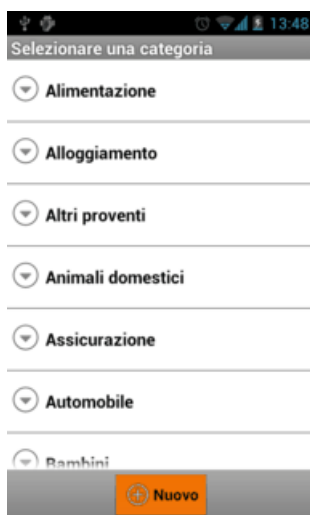 13:48
Selezionare una categoria
Alimentazione
Alloggiamento
Altri proventi
Animali domestici
Assicurazione
Automobile
Bambini
Nuovo